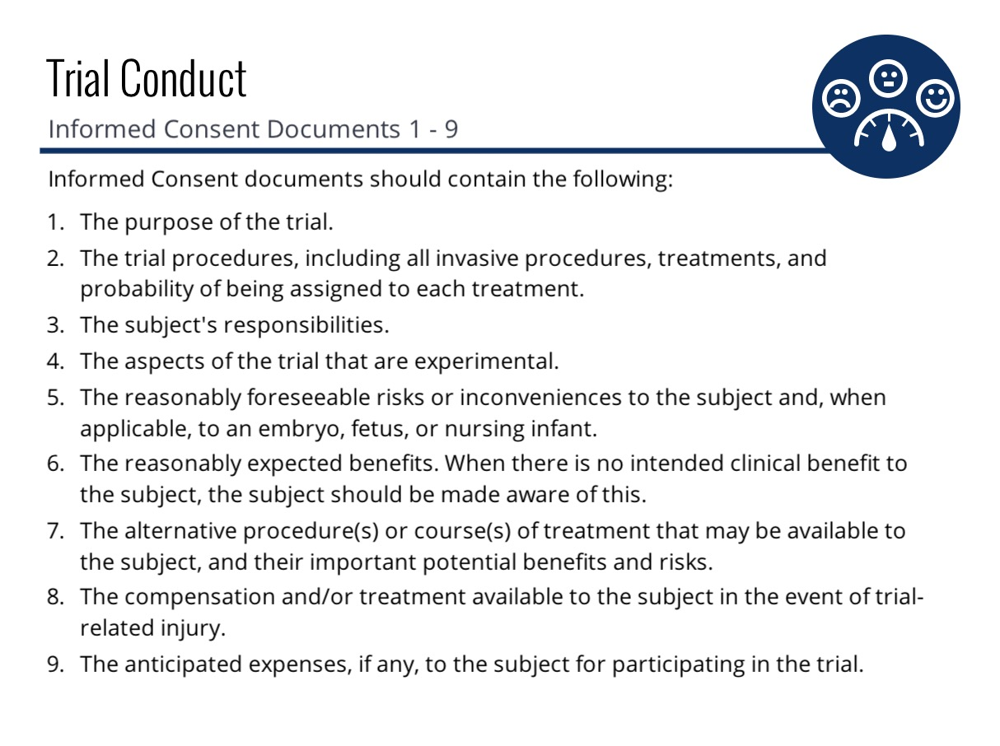 Trial Conduct
Informed Consent Documents 1 - 9
Informed Consent documents should contain the following:
1. The purpose of the trial.
2. The trial procedures, including all invasive procedures, treatments, and
probability of being assigned to each treatment.
3. The subject's responsibilities.
4. The aspects of the trial that are experimental.
5. The reasonably foreseeable risks or inconveniences to the subject and, when
applicable, to an embryo, fetus, or nursing infant.
6. The reasonably expected benefits. When there is no intended clinical benefit to
the subject, the subject should be made aware of this.
7. The alternative procedure(s) or course(s) of treatment that may be available to
the subject, and their important potential benefits and risks.
8. The compensation and/or treatment available to the subject in the event of trial-
related injury.
9. The anticipated expenses, if any, to the subject for participating in the trial.